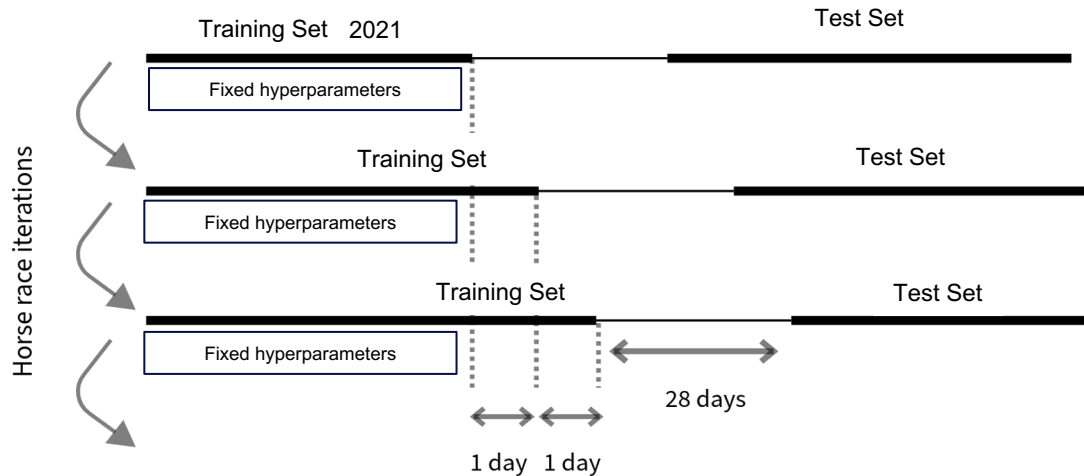 Training Set 2021
Test Set
Fixed hyperparameters
Training Set
Test Set
Fixed hyperparameters
Training Set
Test Set
Fixed hyperparameters
28 days
1 day
1 day
Horse race iterations